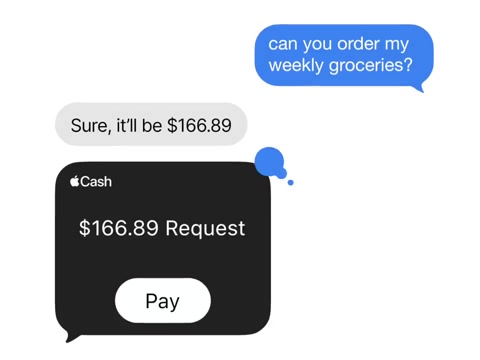 can you order my
weekly groceries?
Sure, it’ll be $166.89
Cash
$166.89 Request
Pay